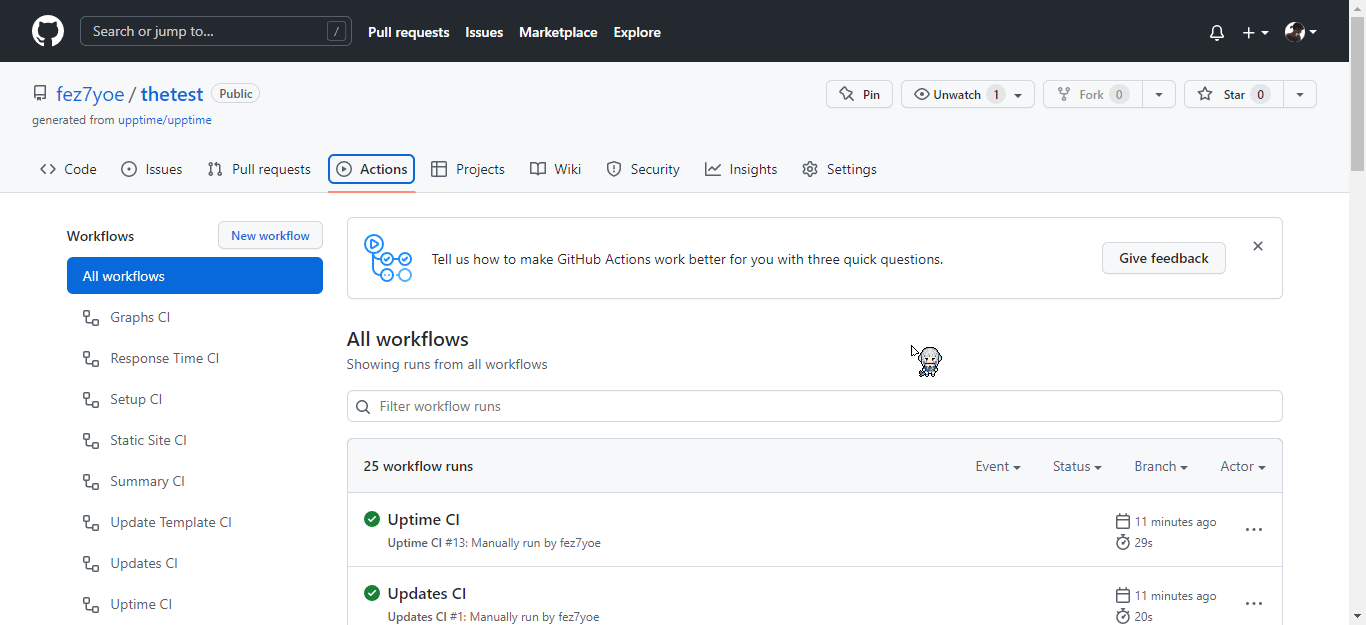 Search or jump to... /
Pull requests Issues Marketplace Explore
fez7yoe / thetest Public
generated from upptime/upptime
Pin Unwatch 1 Fork 0 Star 0
Code Issues Pull requests Actions Projects Wiki Security Insights Settings
Workflows New workflow
All workflows
Graphs CI
Response Time CI
Setup CI
Static Site CI
Summary CI
Update Template CI
Updates CI
Uptime CI
Tell us how to make GitHub Actions work better for you with three quick questions. Give feedback
All workflows
Showing runs from all workflows
Filter workflow runs
25 workflow runs Event Status Branch Actor
Uptime CI 11 minutes ago
Uptime CI #13: Manually run by fez7yoe 29s
Updates CI 11 minutes ago
Updates CI #1: Manually run by fez7yoe 20s